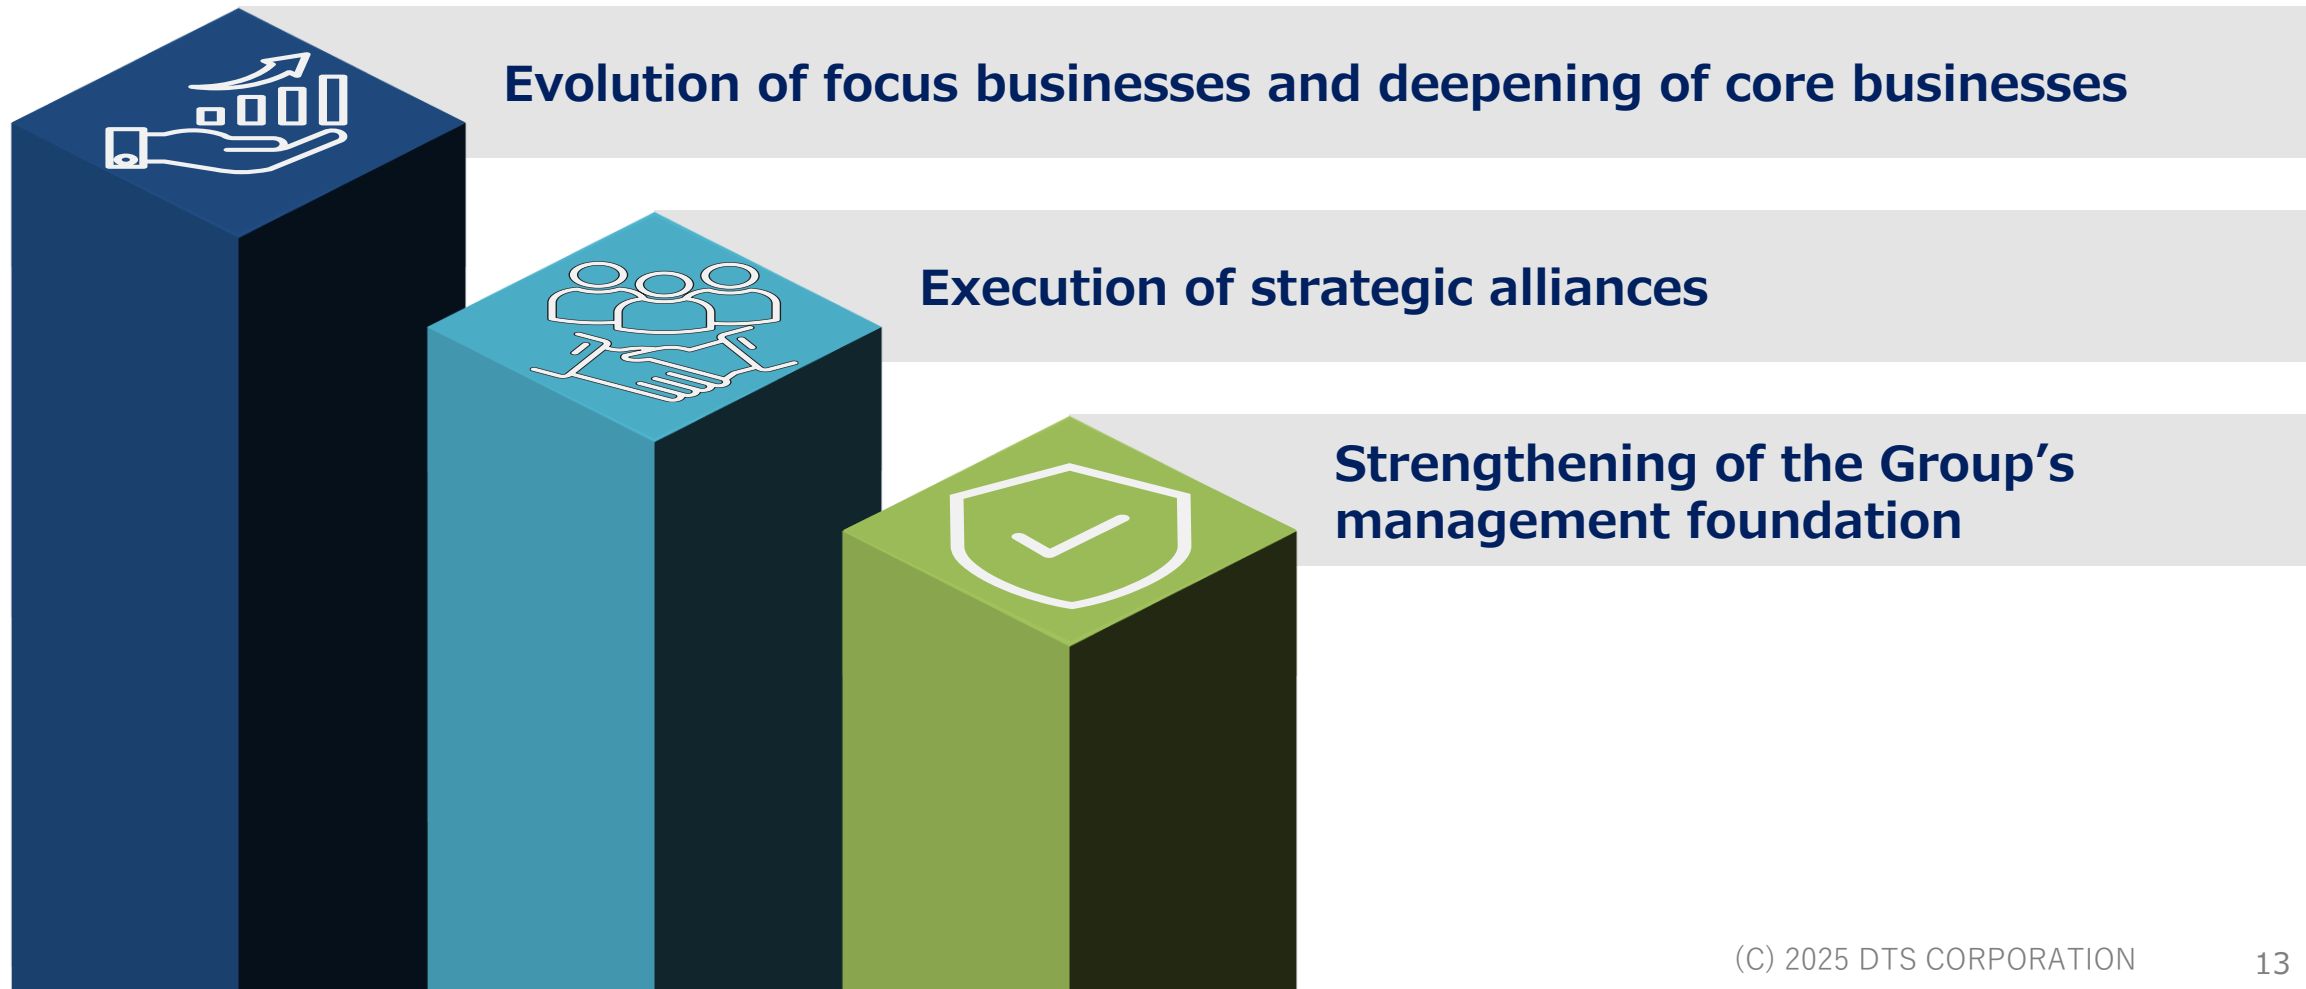 Evolution of focus businesses and deepening of core businesses
Execution of strategic alliances
Strengthening of the Group’s
management foundation
(C) 2025 DTS CORPORATION
13